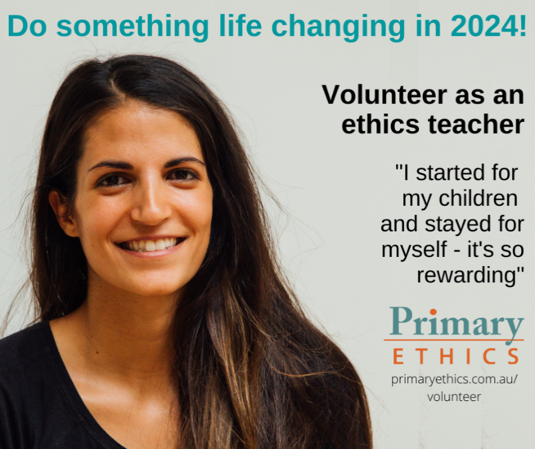 Do something life changing in 2024!
Volunteer as an
ethics teacher
"I started for
my children
and stayed for
myself - it's so
rewarding"
Primary
ETHICS
primaryethics.com.au/
volunteer